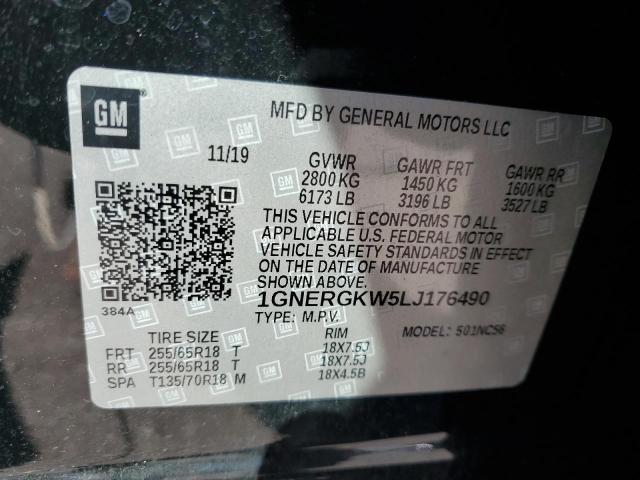 GM
MFD BY GENERAL MOTORS LLC
11/19 GVWR GAWR FRT GAWR RR
2800 KG 1450 KG 1600 KG
6173 LB 3196 LB 3527 LB
THIS VEHICLE CONFORMS TO ALL
APPLICABLE U.S. FEDERAL MOTOR
VEHICLE SAFETY STANDARDS IN EFFECT
ON THE DATE OF MANUFACTURE
SHOWN ABOVE.
384A 1GNERGKW5LJ176490
TYPE: M.P.V. MODEL: 501NCS6
TIRE SIZE RIM
FRT 255/65R18 T 18X7.5J
RR 255/65R18 T 18X7.5J
SPA T135/70R18 M 18X4.5B